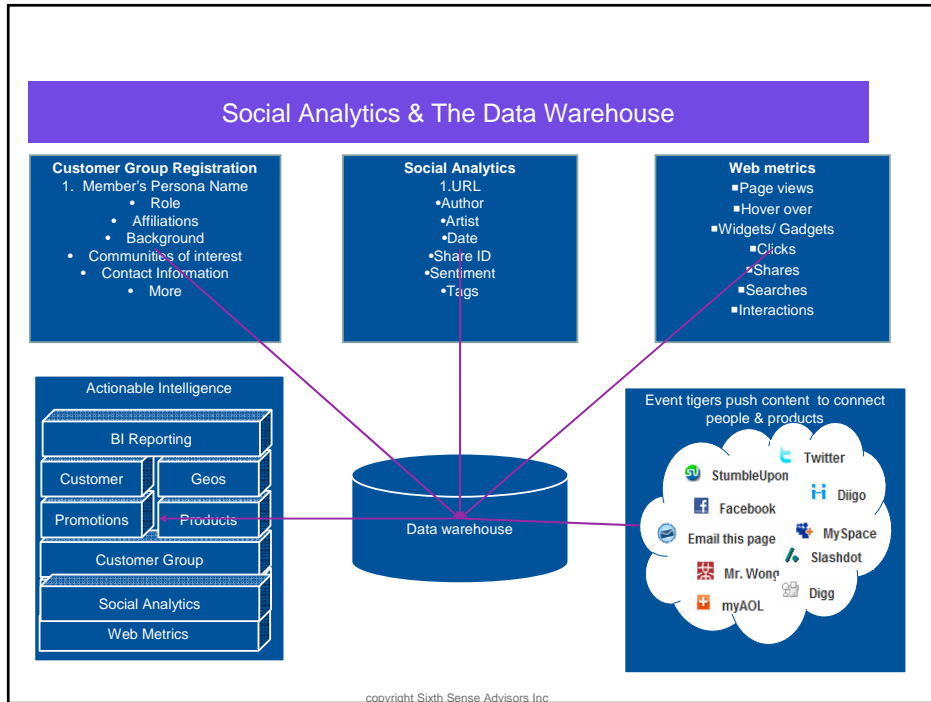 Social Analytics & The Data Warehouse
Customer Group Registration
1. Member's Persona Name
• Role
• Affiliations
• Background
• Communities of interest
• Contact Information
• More
Social Analytics
1.URL
•Author
•Artist
•Date
•Share ID
•Sentiment
•Tags
Web metrics
▪Page views
▪Hover over
▪Widgets/ Gadgets
▪Clicks
▪Shares
▪Searches
▪Interactions
Actionable Intelligence
BI Reporting
Customer
Geos
Promotions
Products
Customer Group
Social Analytics
Web Metrics
Data warehouse
Event tigers push content to connect
people & products
Twitter
StumbleUpon
Diigo
Facebook
MySpace
Email this page
Slashdot
Mr. Wong
Digg
myAOL
copyright Sixth Sense Advisors Inc